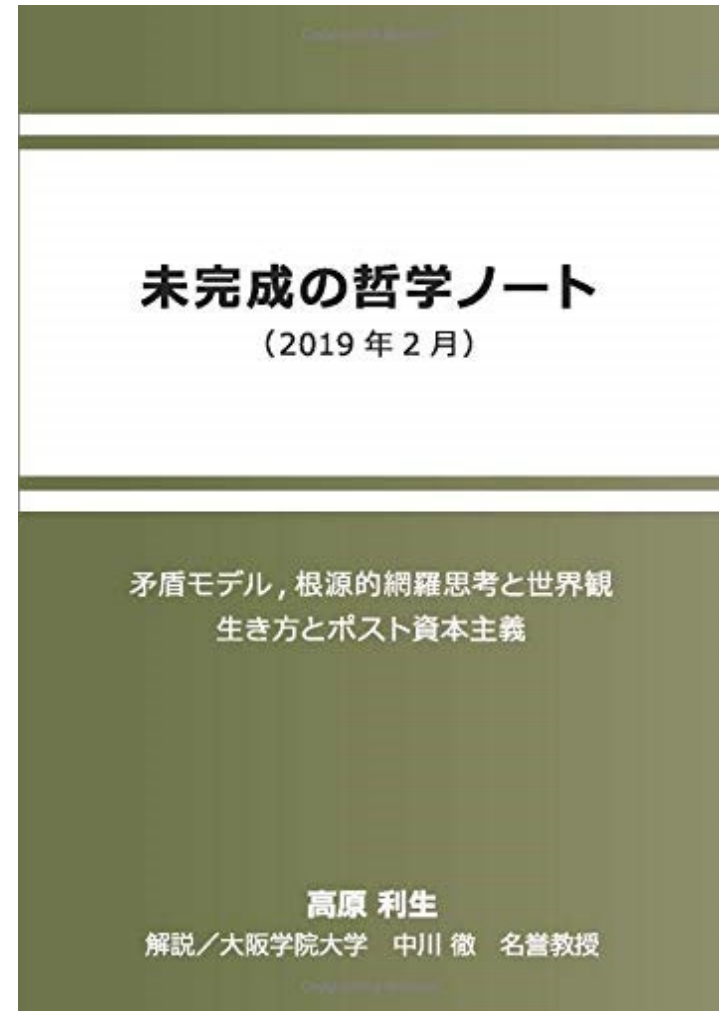 未完成の哲学ノート
（2019 年 2 月）
矛盾モデル , 根源的網羅思考と世界観
生き方とポスト資本主義
高原 利生
解説／大阪学院大学　中川 徹　名誉教授